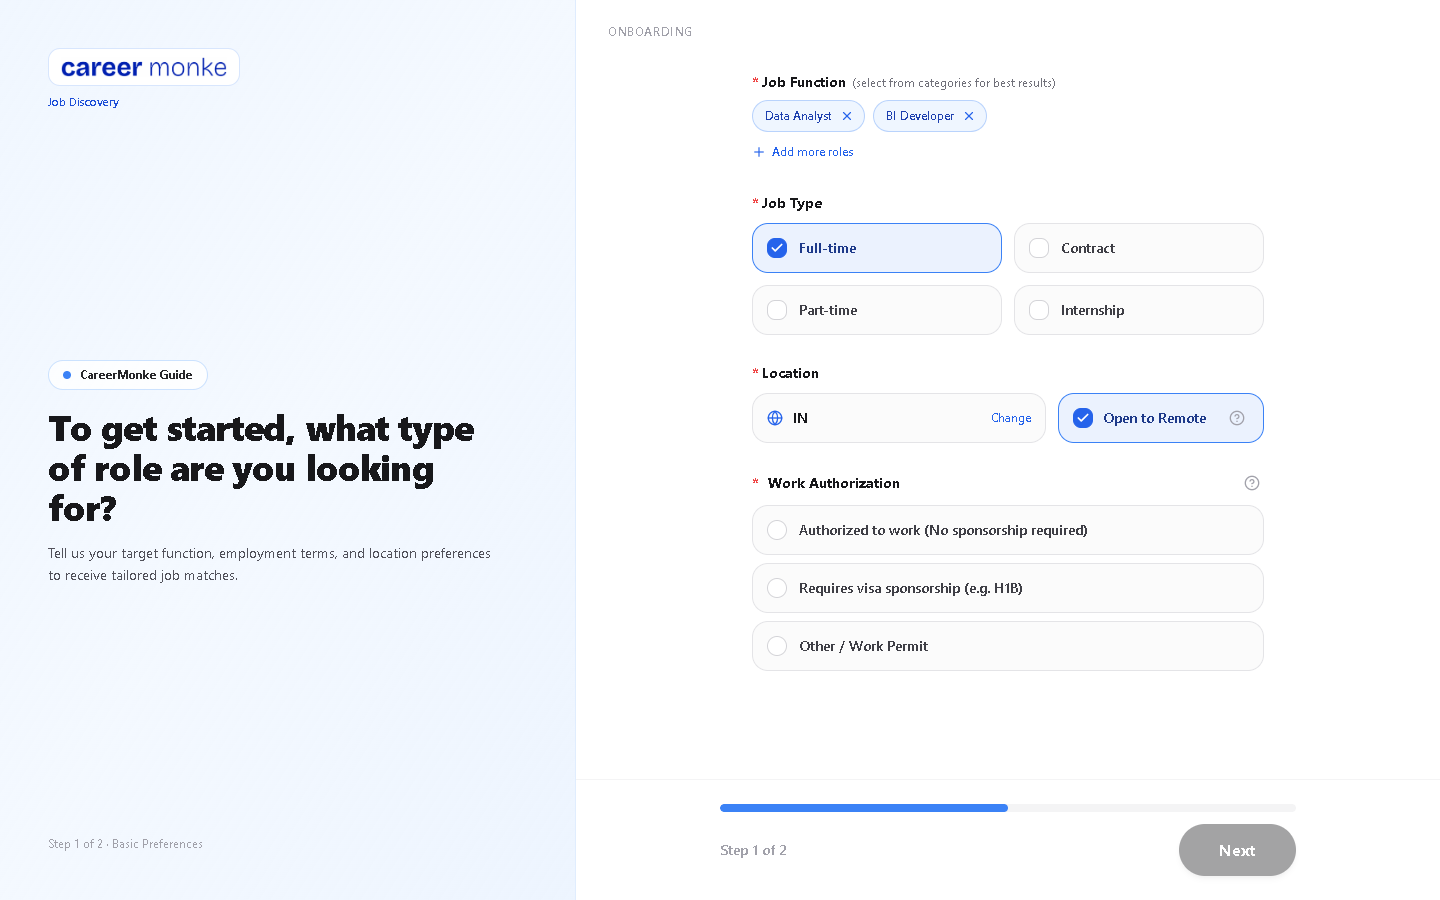 career monke
Job Discovery
CareerMonke Guide
To get started, what type
of role are you looking
for?
Tell us your target function, employment terms, and location preferences
to receive tailored job matches.
Step 1 of 2 · Basic Preferences
ONBOARDING
* Job Function (select from categories for best results)
Data Analyst ×
BI Developer ×
+ Add more roles
* Job Type
Full-time
Contract
Part-time
Internship
* Location
IN
Change
Open to Remote ?
* Work Authorization ?
Authorized to work (No sponsorship required)
Requires visa sponsorship (e.g. H1B)
Other / Work Permit
Step 1 of 2
Next